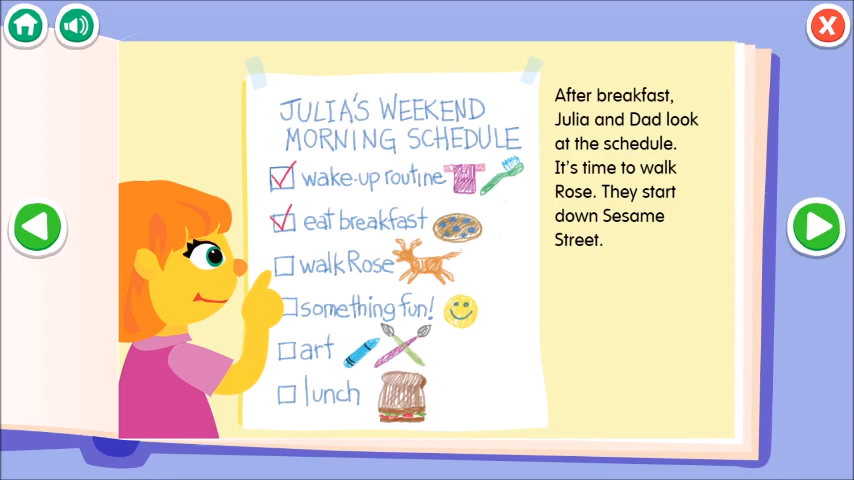 JULIA'S WEEKEND
MORNING SCHEDULE
wake-up routine
eat breakfast
walk Rose
something fun!
art
lunch
After breakfast,
Julia and Dad look
at the schedule.
It's time to walk
Rose. They start
down Sesame
Street.